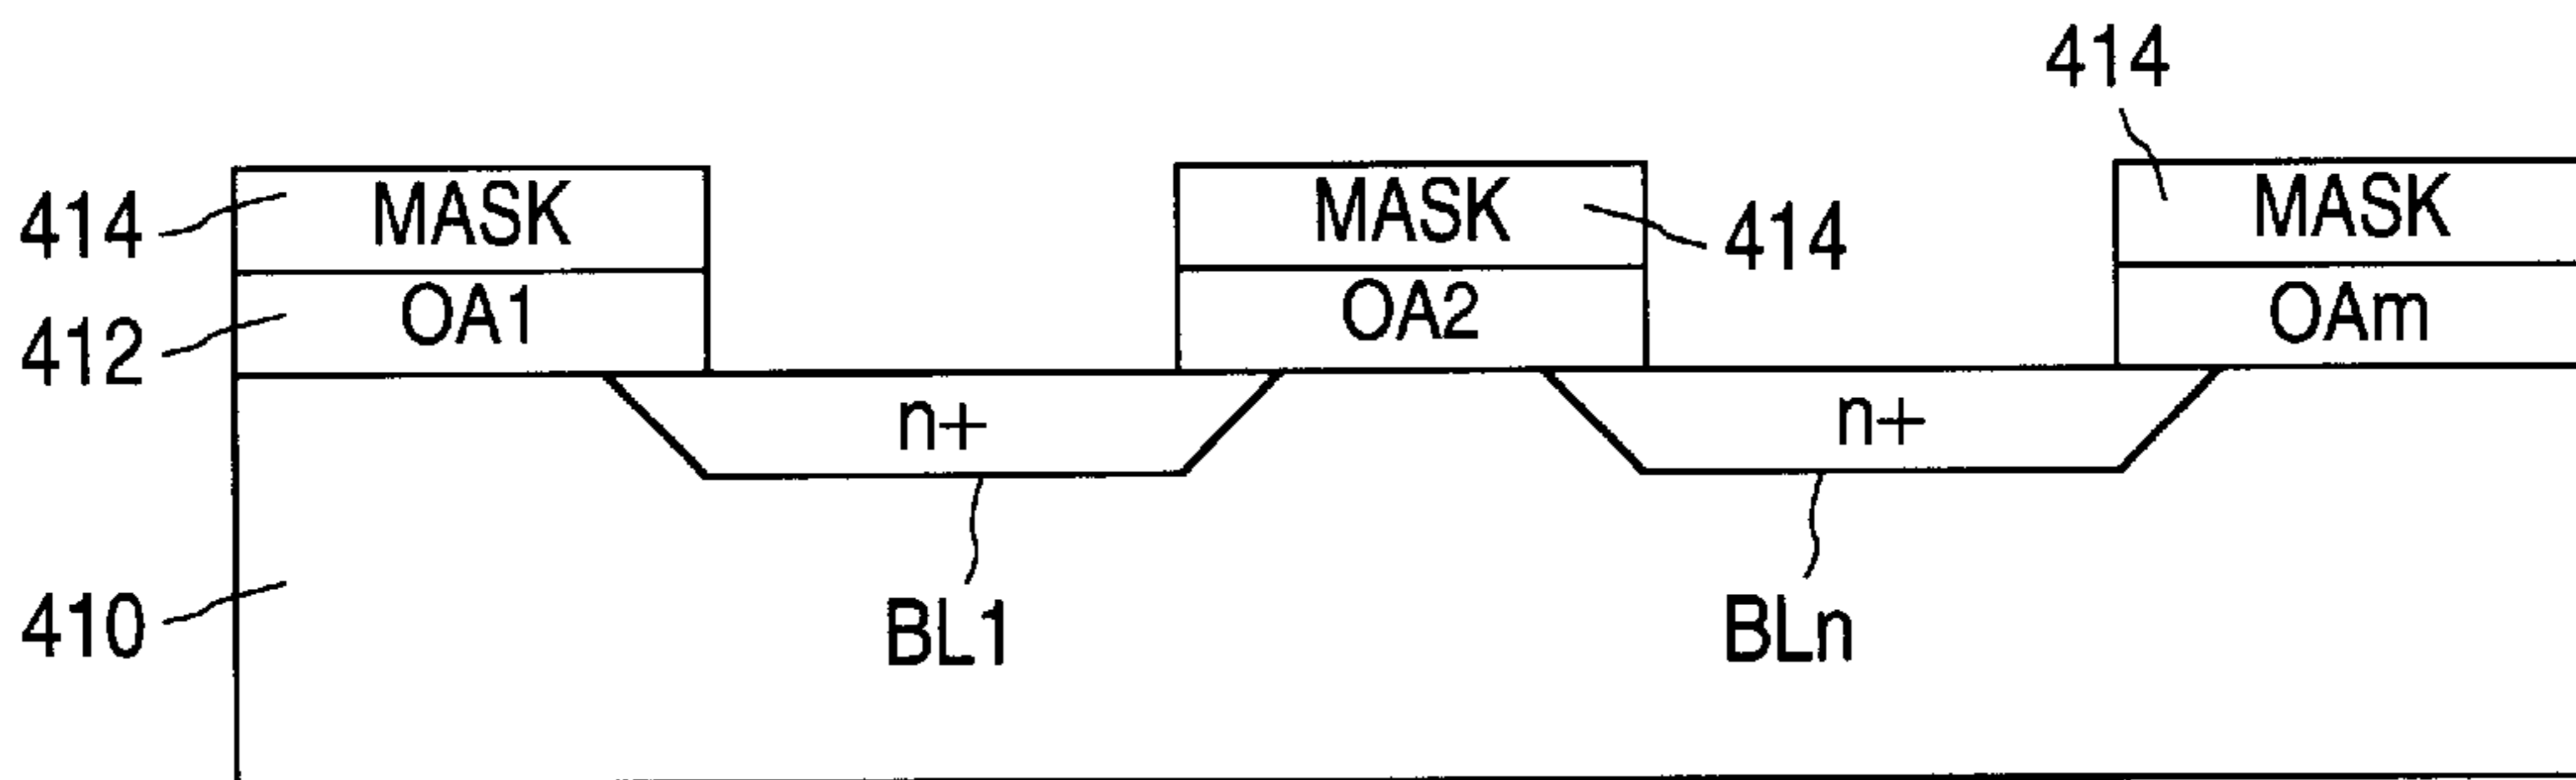 414
414 MASK MASK 414 MASK
412 OA1 OA2 OAm
n+ n+
410 BL1 BLn